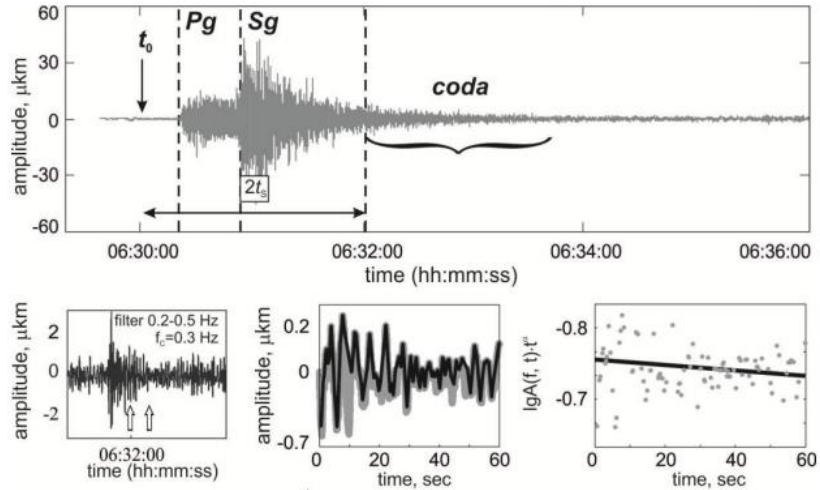 amplitude, μkm
60
30
0
-30
-60
t₀
Pg
Sg
coda
2tₛ
06:30:00
06:32:00
06:34:00
06:36:00
time (hh:mm:ss)
amplitude, μkm
2
0
-2
filter 0.2-0.5 Hz
f꜀=0.3 Hz
06:32:00
time (hh:mm:ss)
amplitude, μkm
0.2
0
-0.7
0
20
40
60
time, sec
lgA(f, t)·tᵅ
-0.8
-0.7
0
20
40
60
time, sec